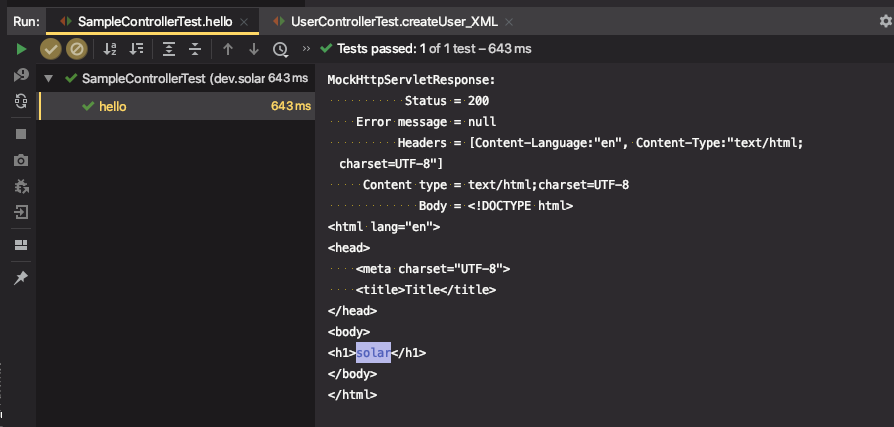 Run: SampleControllerTest.hello × UserControllerTest.createUser_XML ×
» Tests passed: 1 of 1 test – 643 ms
SampleControllerTest (dev.solar 643 ms
hello 643 ms
MockHttpServletResponse:
Status = 200
Error message = null
Headers = [Content-Language:"en", Content-Type:"text/html;
charset=UTF-8"]
Content type = text/html;charset=UTF-8
Body = <!DOCTYPE html>
<html lang="en">
<head>
<meta charset="UTF-8">
<title>Title</title>
</head>
<body>
<h1>solar</h1>
</body>
</html>